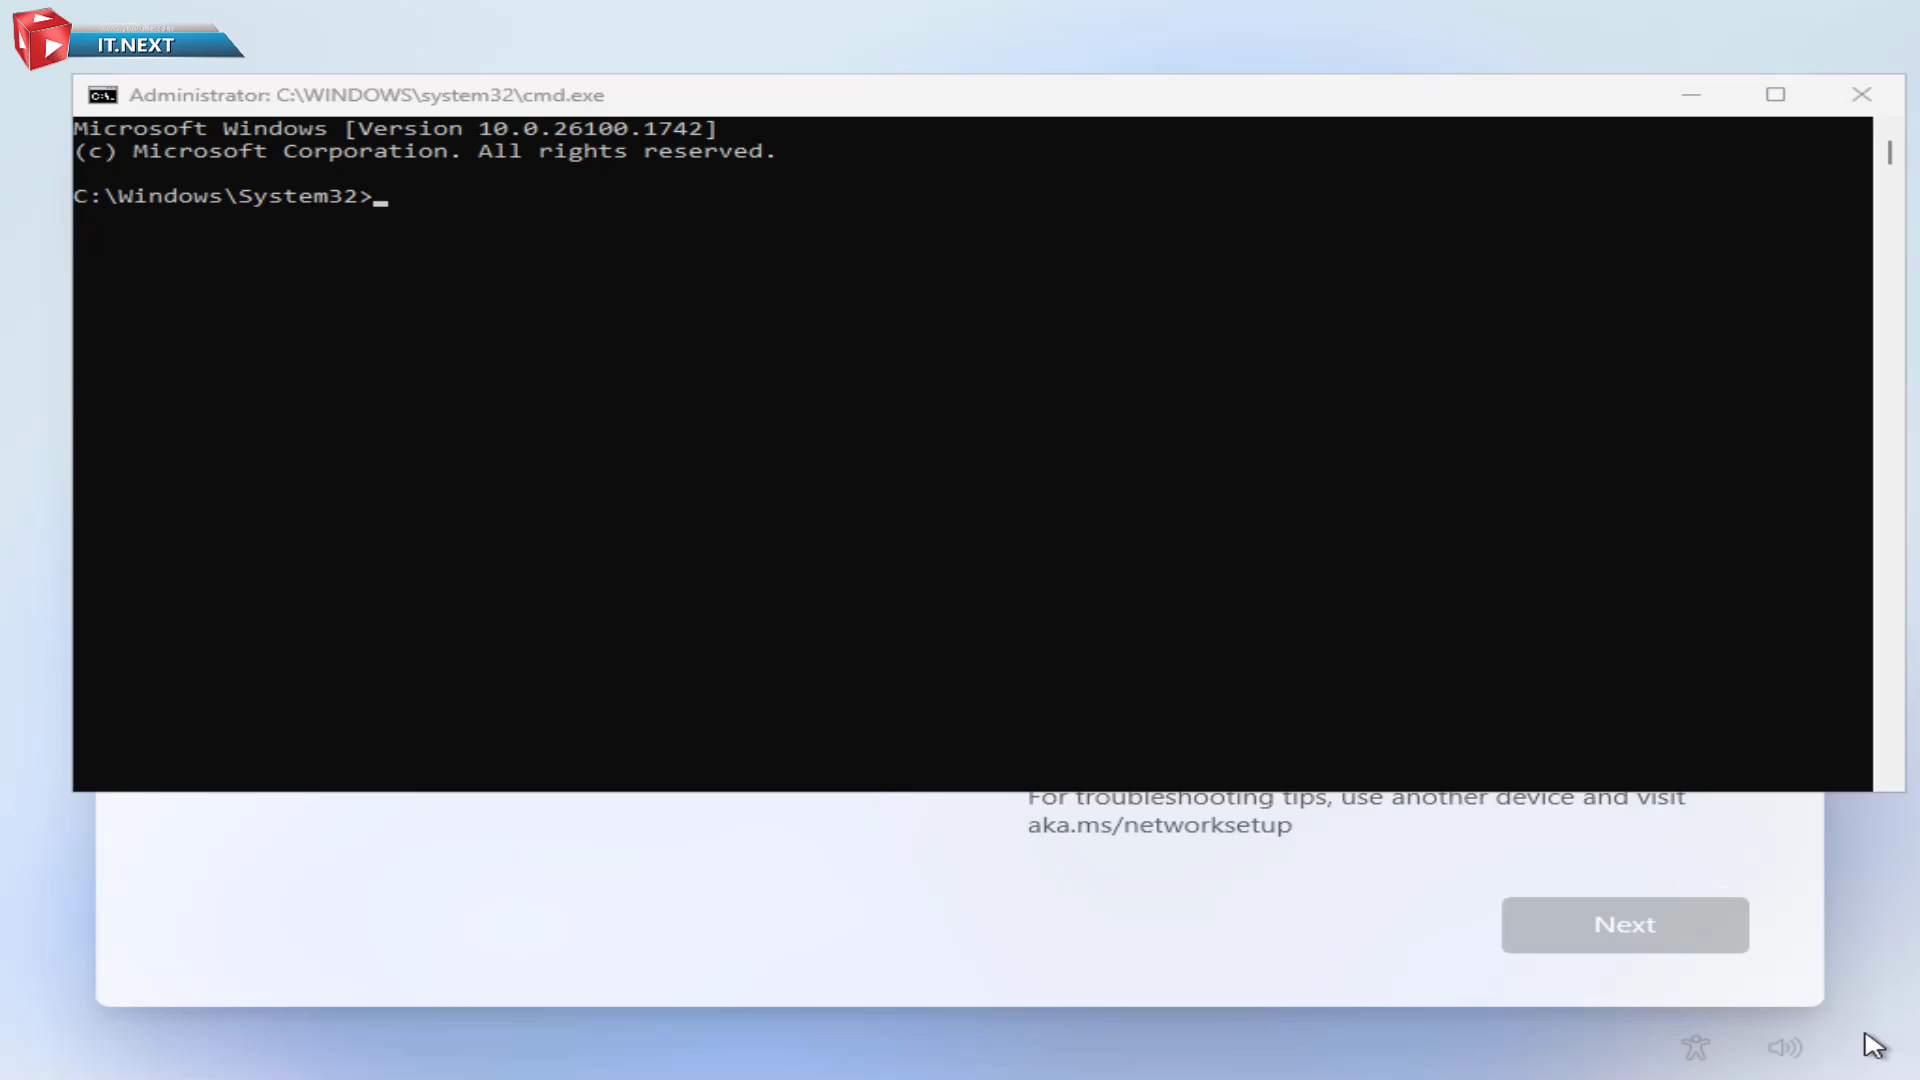 IT.NEXT
Administrator: C:\WINDOWS\system32\cmd.exe
Microsoft Windows [Version 10.0.26100.1742]
(c) Microsoft Corporation. All rights reserved.
C:\Windows\System32>
For troubleshooting tips, use another device and visit
aka.ms/networksetup
Next